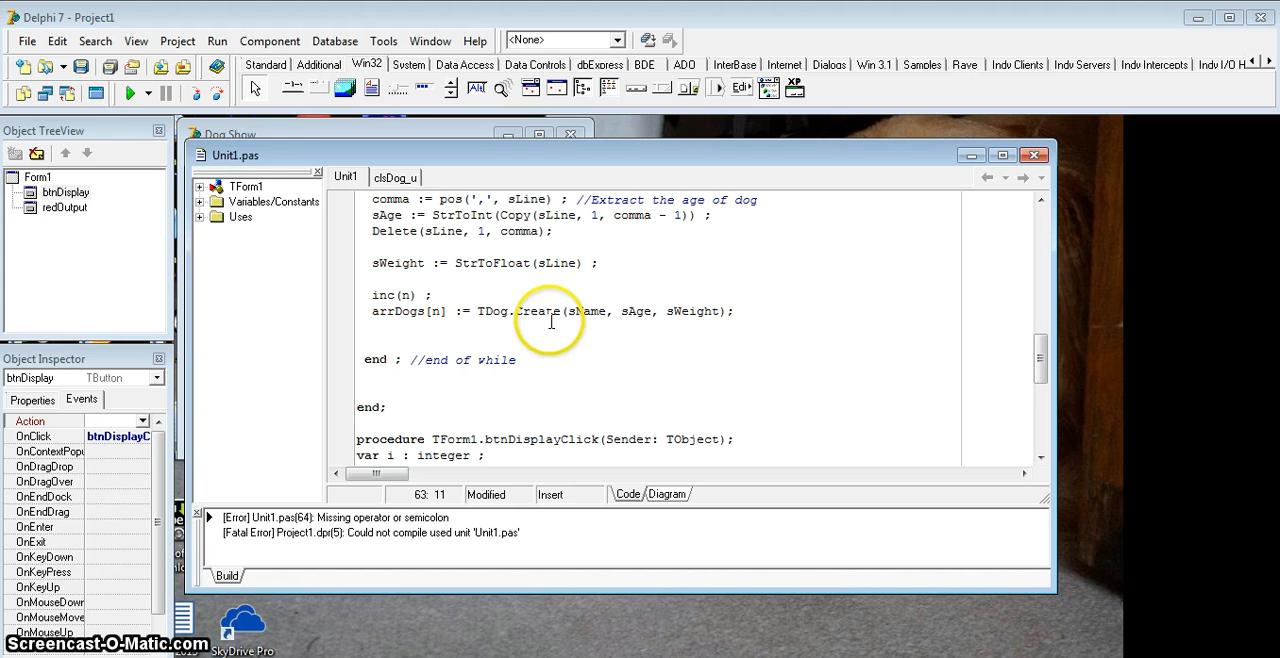 Delphi 7 - Project1
File Edit Search View Project Run Component Database Tools Window Help <None>
Standard Additional Win32 System Data Access Data Controls dbExpress BDE ADO InterBase Internet Dialogs Win 3.1 Samples Rave Indy Clients Indy Servers Indy Intercepts Indy I/O H
Object TreeView
Form1
btnDisplay
redOutput
Dog Show
Unit1.pas
Unit1 clsDog_u
TForm1
Variables/Constants
Uses
comma := pos(',', sLine) ; //Extract the age of dog
sAge := StrToInt(Copy(sLine, 1, comma - 1)) ;
Delete(sLine, 1, comma);
sWeight := StrToFloat(sLine) ;
inc(n) ;
arrDogs[n] := TDog.Create(sName, sAge, sWeight);
end ; //end of while
end;
procedure TForm1.btnDisplayClick(Sender: TObject);
var i : integer ;
63: 11 Modified Insert Code Diagram
[Error] Unit1.pas(64): Missing operator or semicolon
[Fatal Error] Project1.dpr(5): Could not compile used unit 'Unit1.pas'
Build
Object Inspector
btnDisplay TButton
Properties Events
Action
OnClick btnDisplayC
OnContextPopu
OnDragDrop
OnDragOver
OnEndDock
OnEndDrag
OnEnter
OnExit
OnKeyDown
OnKeyPress
OnKeyUp
OnMouseDown
OnMouseMove
OnMouseUp
SkyDrive Pro
Screencast-O-Matic.com